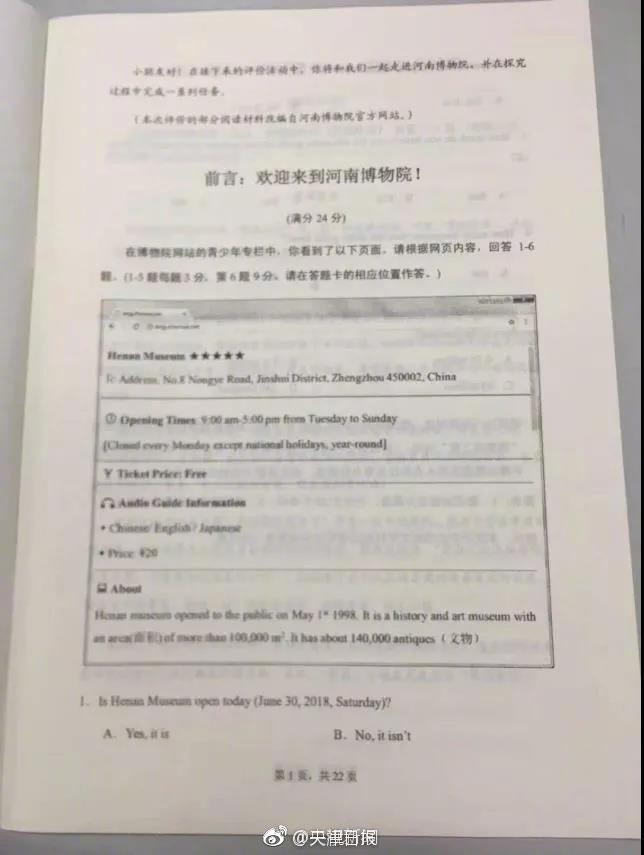 小朋友好！在接下来的评价活动中，你将和我们一起走进河南博物院，并在探究
过程中完成一系列任务。
（本次评价的部分阅读材料改编自河南博物院官方网站。）
前言：欢迎来到河南博物院！
（满分 24 分）
在博物院网站的青少年专栏中，你看到了以下页面，请根据网页内容，回答 1-6
题。(1-5 题每题 3 分，第 6 题 9 分。请在答题卡的相应位置作答。)
Henan Museum ★★★★★
Address: No.8 Nongye Road, Jinshui District, Zhengzhou 450002, China
Opening Times: 9:00 am-5:00 pm from Tuesday to Sunday
[Closed every Monday except national holidays, year-round]
￥ Ticket Price: Free
Audio Guide Information
• Chinese/ English / Japanese
• Price: ¥20
About
Henan museum opened to the public on May 1st 1998. It is a history and art museum with
an area(面积) of more than 100,000 m². It has about 140,000 antiques（文物）
1. Is Henan Museum open today (June 30, 2018, Saturday)?
A. Yes, it is
B. No, it isn't
第 1 页，共 22 页